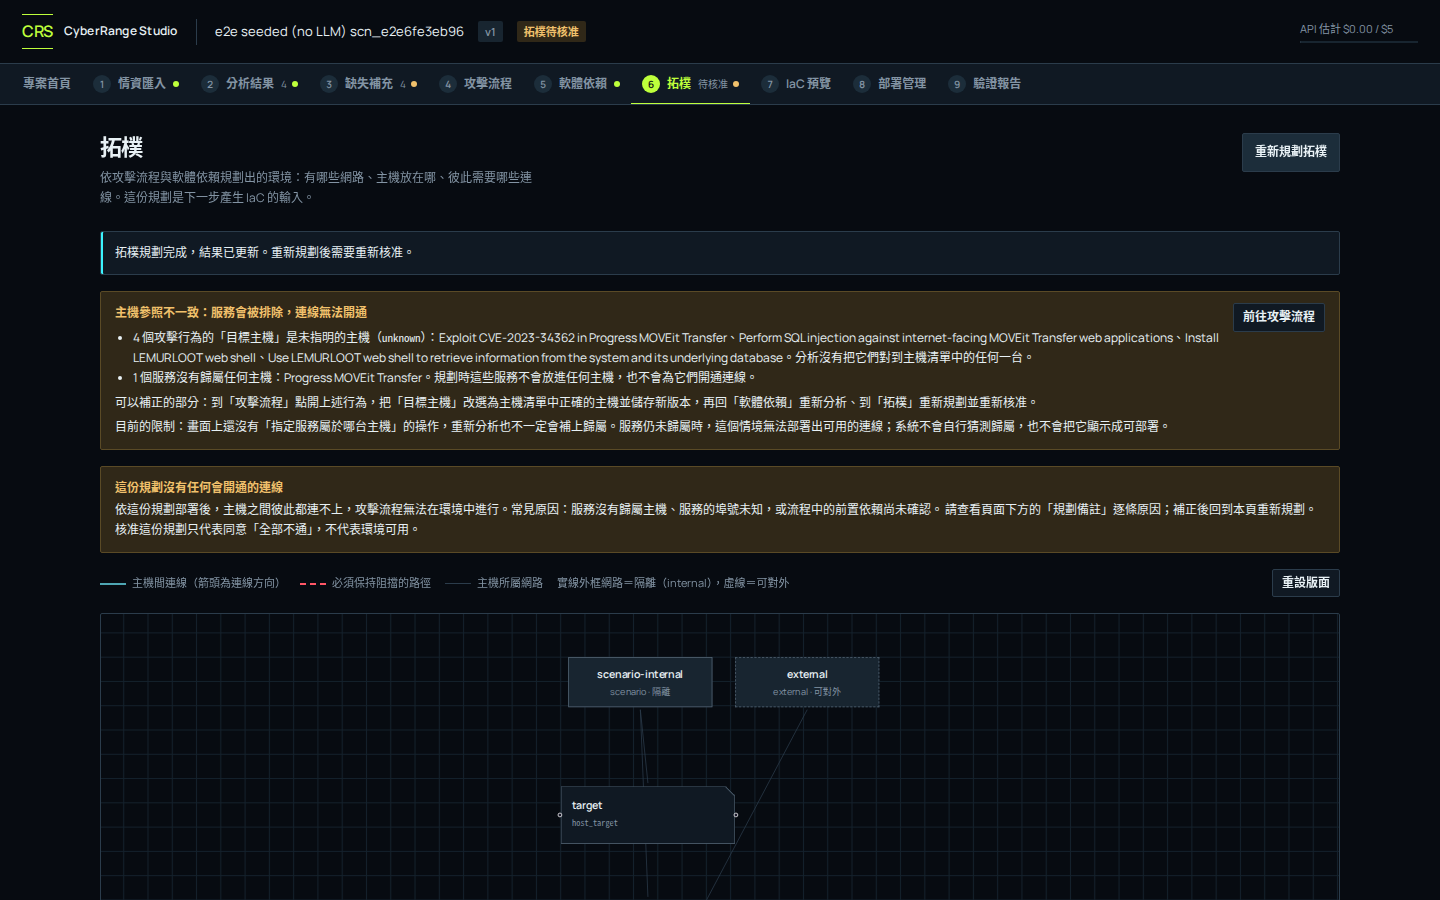 CRS CyberRange Studio e2e seeded (no LLM) scn_e2e6fe3eb96 v1 拓樸待核准 API 估計 $0.00 / $5
專案首頁 1 情資匯入 2 分析結果 4 3 缺失補充 4 4 攻擊流程 5 軟體依賴 6 拓樸 待核准 7 IaC 預覽 8 部署管理 9 驗證報告
拓樸
重新規劃拓樸
依攻擊流程與軟體依賴規劃出的環境：有哪些網路、主機放在哪、彼此需要哪些連
線。這份規劃是下一步產生 IaC 的輸入。
拓樸規劃完成，結果已更新。重新規劃後需要重新核准。
主機參照不一致：服務會被排除，連線無法開通
前往攻擊流程
4 個攻擊行為的「目標主機」是未指明的主機（unknown）：Exploit CVE-2023-34362 in Progress MOVEit Transfer、Perform SQL injection against internet-facing MOVEit Transfer web applications、Install
LEMURLOOT web shell、Use LEMURLOOT web shell to retrieve information from the system and its underlying database。分析沒有把它們對到主機清單中的任何一台。
1 個服務沒有歸屬任何主機：Progress MOVEit Transfer。規劃時這些服務不會放進任何主機，也不會為它們開通連線。
可以補正的部分：到「攻擊流程」點開上述行為，把「目標主機」改選為主機清單中正確的主機並儲存新版本，再回「軟體依賴」重新分析、到「拓樸」重新規劃並重新核准。
目前的限制：畫面上還沒有「指定服務屬於哪台主機」的操作，重新分析也不一定會補上歸屬。服務仍未歸屬時，這個情境無法部署出可用的連線；系統不會自行猜測歸屬，也不會把它顯示成可部署。
這份規劃沒有任何會開通的連線
依這份規劃部署後，主機之間彼此都連不上，攻擊流程無法在環境中進行。常見原因：服務沒有歸屬主機、服務的埠號未知，或流程中的前置依賴尚未確認。 請查看頁面下方的「規劃備註」逐條原因；補正後回到本頁重新規劃。
核准這份規劃只代表同意「全部不通」，不代表環境可用。
主機間連線（箭頭為連線方向） 必須保持阻擋的路徑 主機所屬網路 實線外框網路＝隔離（internal），虛線＝可對外
重設版面
scenario-internal
scenario · 隔離
external
external · 可對外
target
host_target